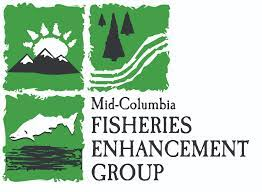 Mid-Columbia
FISHERIES
ENHANCEMENT
GROUP